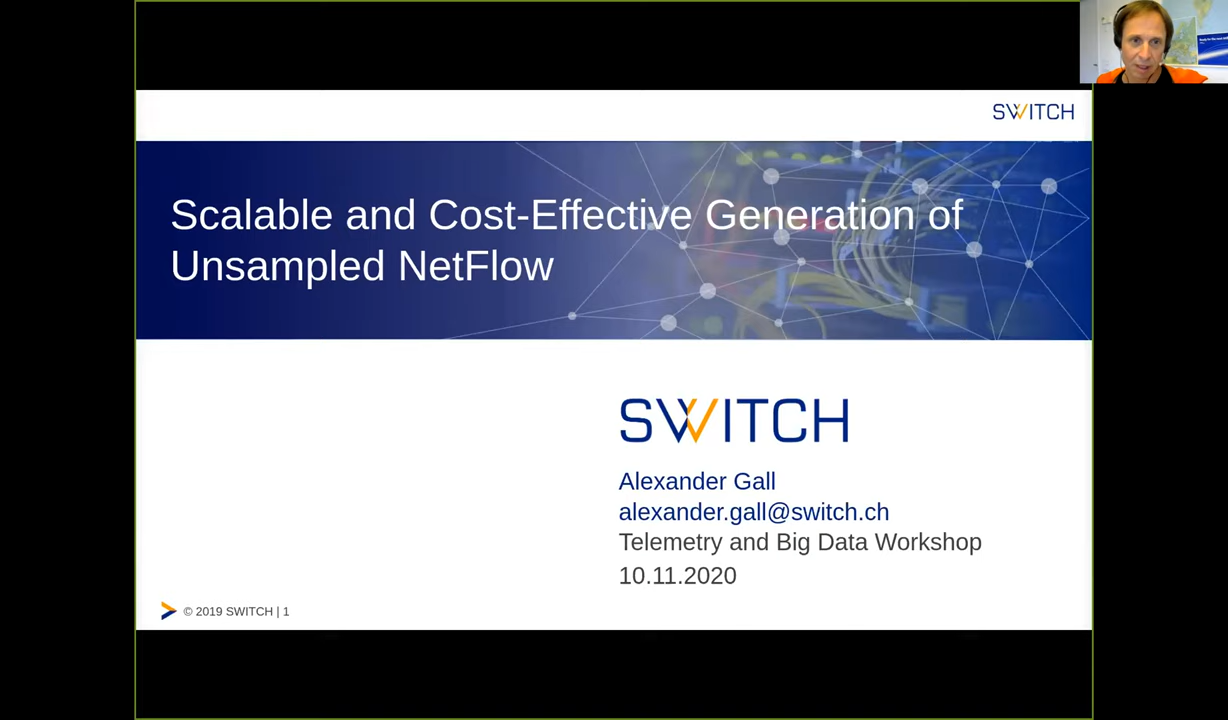 SWITCH
Scalable and Cost-Effective Generation of
Unsampled NetFlow
SWITCH
Alexander Gall
alexander.gall@switch.ch
Telemetry and Big Data Workshop
10.11.2020
© 2019 SWITCH | 1